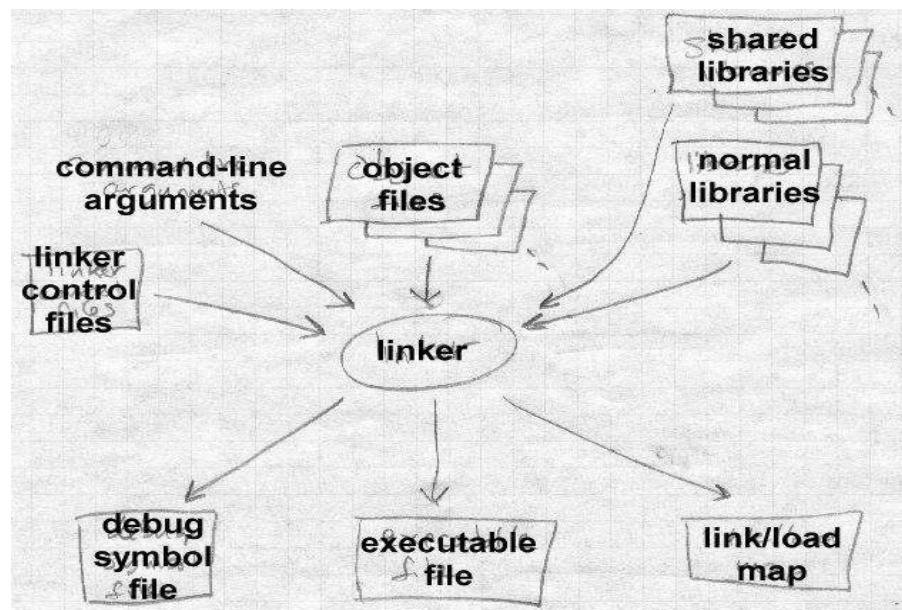 shared
libraries
command-line
arguments
object
files
normal
libraries
linker
control
files
linker
debug
symbol
file
executable
file
link/load
map